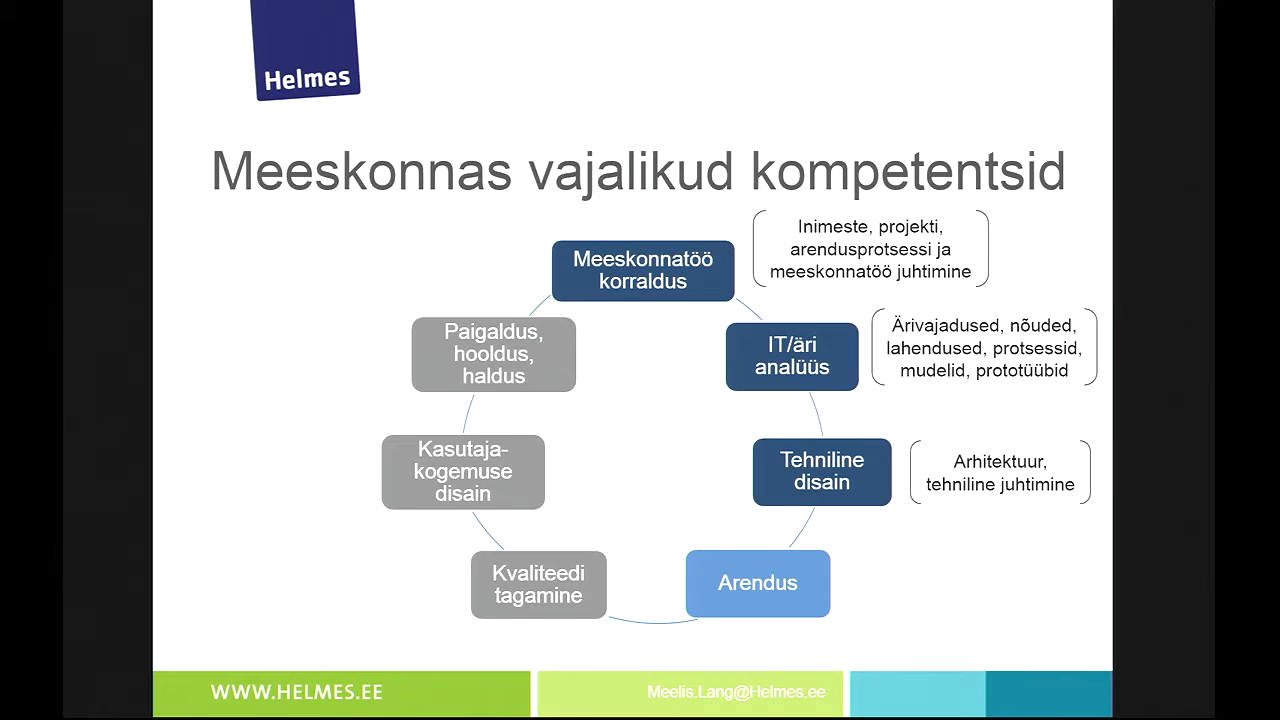 Helmes
Meeskonnas vajalikud kompetentsid
Meeskonnatöö
korraldus
Inimeste, projekti,
arendusprotsessi ja
meeskonnatöö juhtimine
IT/äri
analüüs
Ärivajadused, nõuded,
lahendused, protsessid,
mudelid, prototüübid
Tehniline
disain
Arhitektuur,
tehniline juhtimine
Arendus
Kvaliteedi
tagamine
Kasutaja-
kogemuse
disain
Paigaldus,
hooldus,
haldus
WWW.HELMES.EE
Meelis.Lang@Helmes.ee